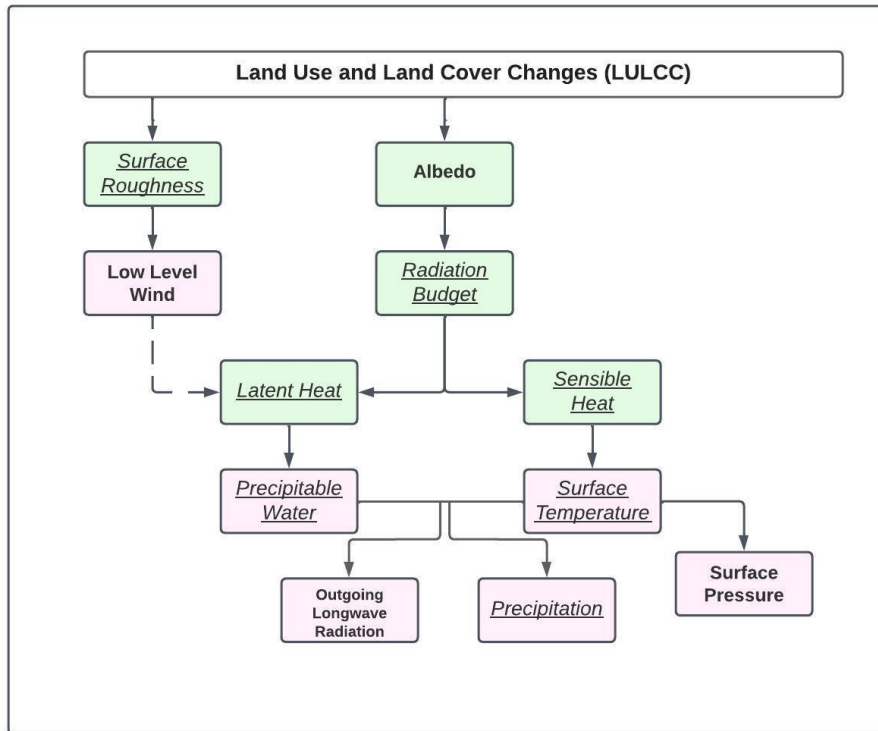 Land Use and Land Cover Changes (LULCC)
Surface
Roughness
Albedo
Low Level
Wind
Radiation
Budget
Latent Heat
Sensible
Heat
Precipitable
Water
Surface
Temperature
Outgoing
Longwave
Radiation
Precipitation
Surface
Pressure